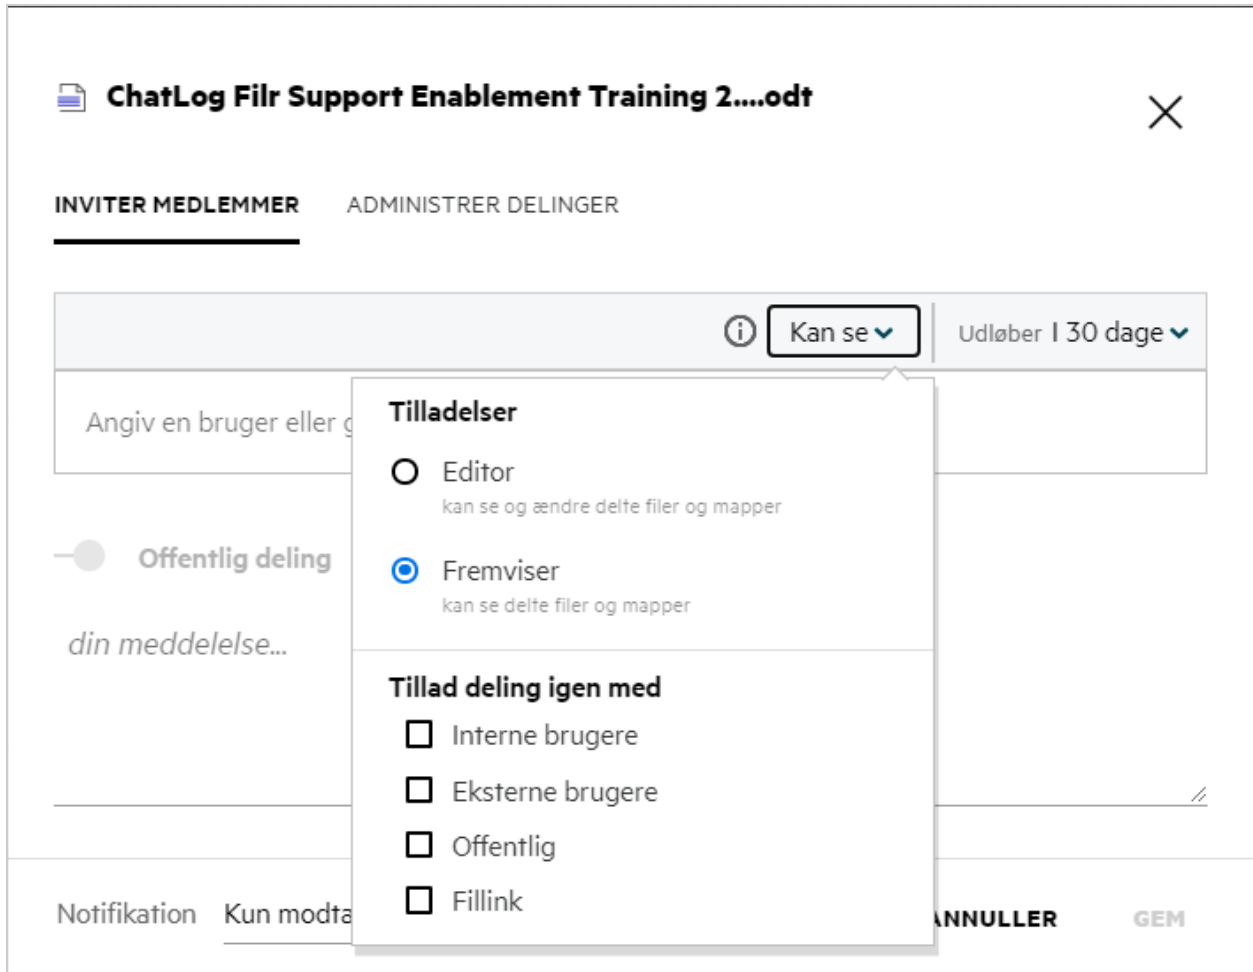 ChatLog Filr Support Enablement Training 2....odt
INVITER MEDLEMMER ADMINISTRER DELINGER
Kan se Udløber I 30 dage
Angiv en bruger eller
Tilladelser
Editor
kan se og ændre delte filer og mapper
Offentlig deling
Fremviser
kan se delte filer og mapper
din meddelelse...
Tillad deling igen med
Interne brugere
Eksterne brugere
Offentlig
Fillink
Notifikation Kun ANNULLER GEM